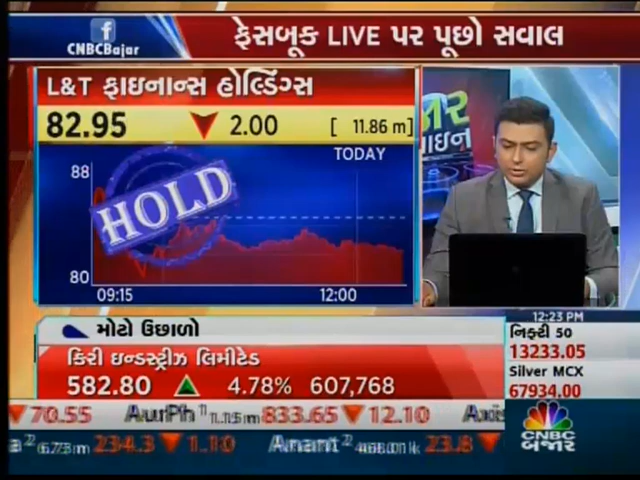 f
CNBCBajar
ફેસબૂક LIVE પર પૂછો સવાલ
L&T ફાઇનાન્સ હોલ્ડિંગ્સ
82.95 ▼ 2.00 [ 11.86 m]
TODAY
88
HOLD
80
09:15 12:00
મોટો ઉછાળો
કિરી ઇન્ડસ્ટ્રીઝ લિમિટેડ
582.80 ▲ 4.78% 607,768
12:23 PM
નિફ્ટી 50
13233.05
Silver MCX
67934.00
▼70.55 AurPh 833.65▼12.10 Axis
234.3▼1.10 Anant 23.8▼
CNBC
બજાર